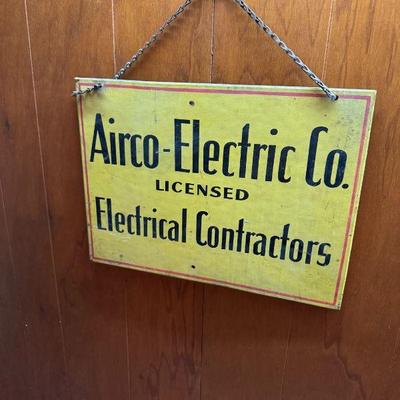 Airco-Electric Co.
LICENSED
Electrical Contractors